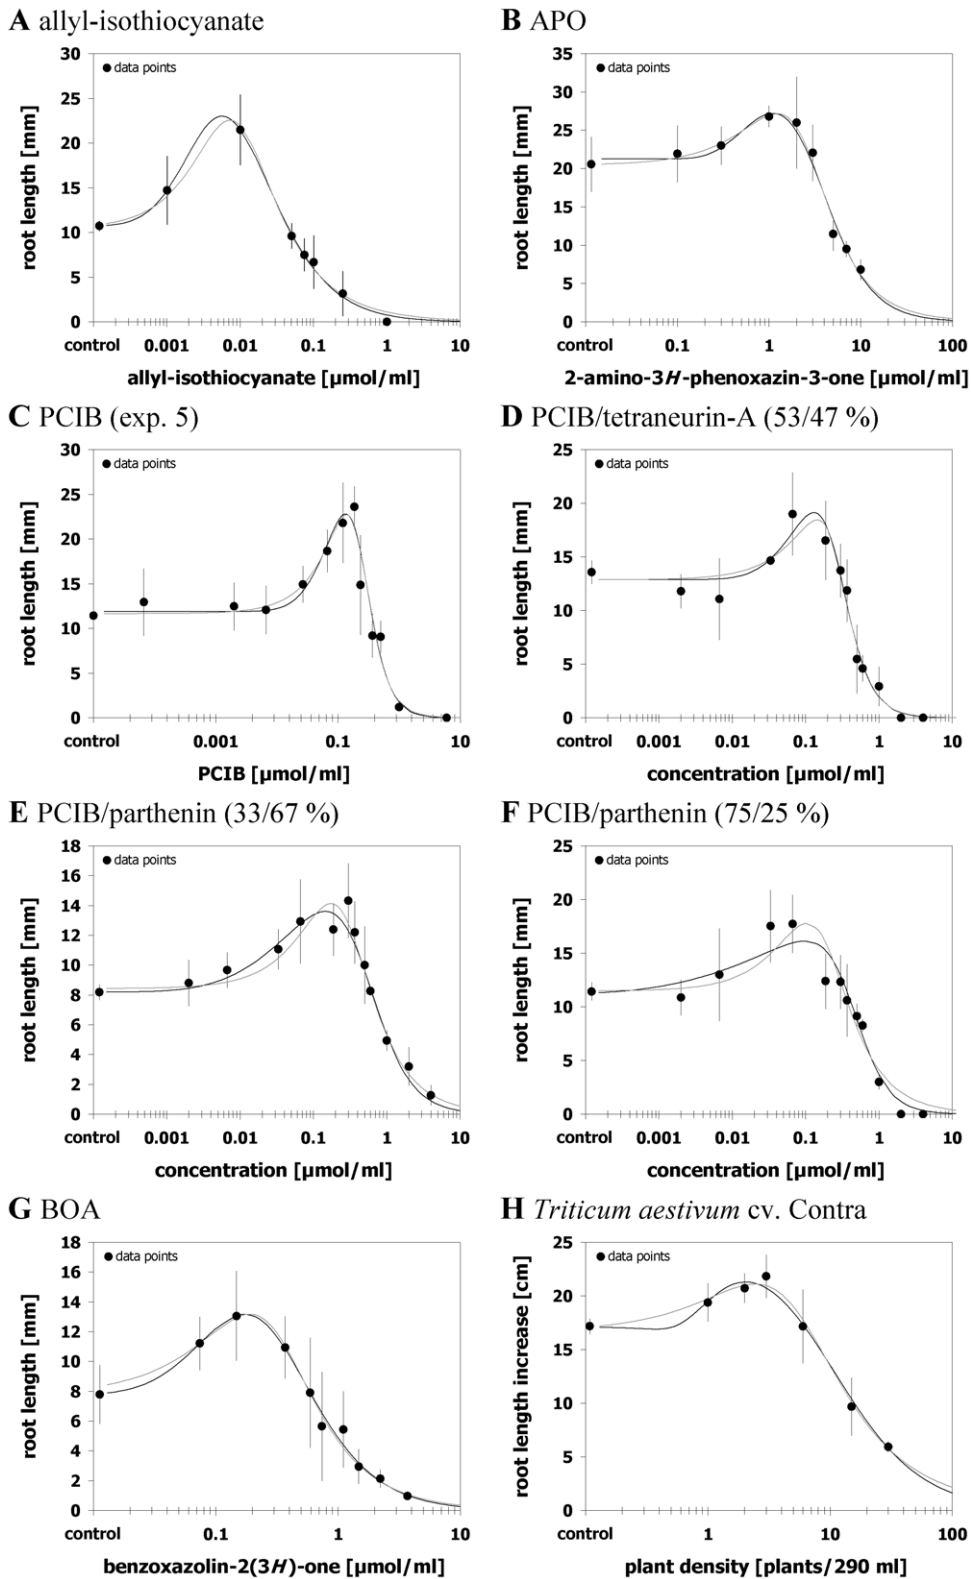 A allyl-isothiocyanate
30
25
20
15
10
5
0
root length [mm]
data points
control 0.001 0.01 0.1 1 10
allyl-isothiocyanate [µmol/ml]
B APO
35
30
25
20
15
10
5
0
root length [mm]
data points
control 0.1 1 10 100
2-amino-3H-phenoxazin-3-one [µmol/ml]
C PCIB (exp. 5)
30
25
20
15
10
5
0
root length [mm]
data points
control 0.001 0.1 10
PCIB [µmol/ml]
D PCIB/tetraneurin-A (53/47 %)
25
20
15
10
5
0
root length [mm]
data points
control 0.001 0.01 0.1 1 10
concentration [µmol/ml]
E PCIB/parthenin (33/67 %)
18
16
14
12
10
8
6
4
2
0
root length [mm]
data points
control 0.001 0.01 0.1 1 10
concentration [µmol/ml]
F PCIB/parthenin (75/25 %)
25
20
15
10
5
0
root length [mm]
data points
control 0.001 0.01 0.1 1 10
concentration [µmol/ml]
G BOA
18
16
14
12
10
8
6
4
2
0
root length [mm]
data points
control 0.1 1 10
benzoxazolin-2(3H)-one [µmol/ml]
H Triticum aestivum cv. Contra
25
20
15
10
5
0
root length increase [cm]
data points
control 1 10 100
plant density [plants/290 ml]